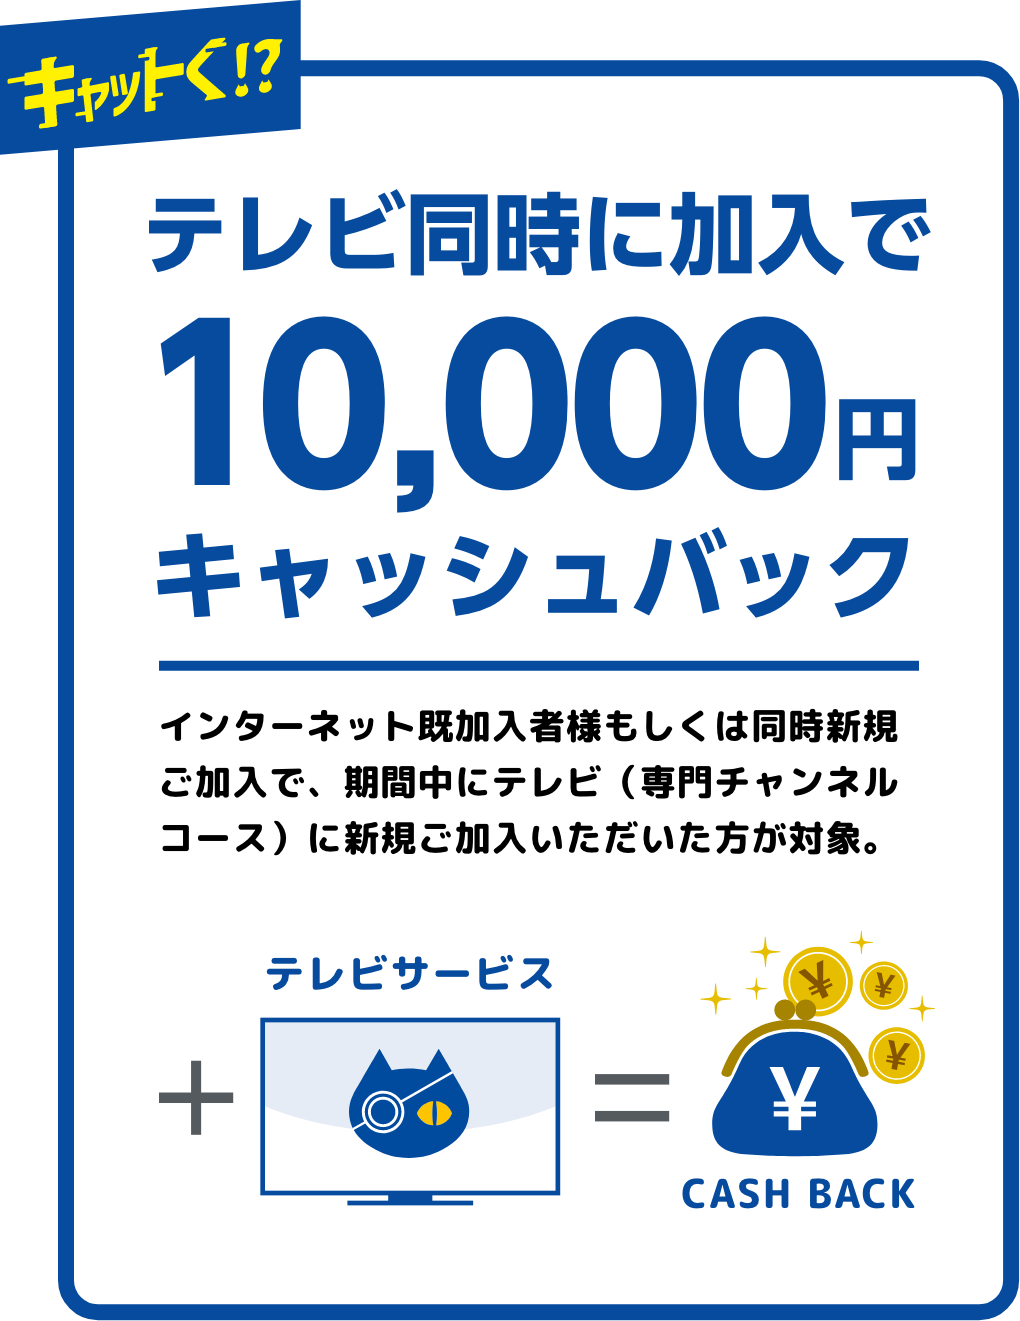 キャットく!?
テレビ同時に加入で
10,000円
キャッシュバック
インターネット既加入者様もしくは同時新規
ご加入で、期間中にテレビ（専門チャンネル
コース）に新規ご加入いただいた方が対象。
テレビサービス
¥
¥
¥
¥
CASH BACK